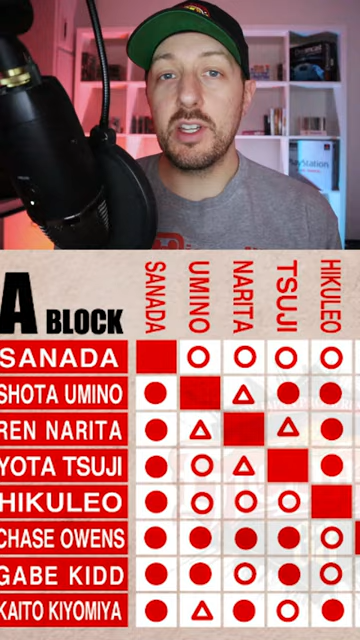 PlayStation
A BLOCK
SANADA
UMINO
NARITA
TSUJI
HIKULEO
SANADA
SHOTA UMINO
REN NARITA
YOTA TSUJI
HIKULEO
CHASE OWENS
GABE KIDD
KAITO KIYOMIYA